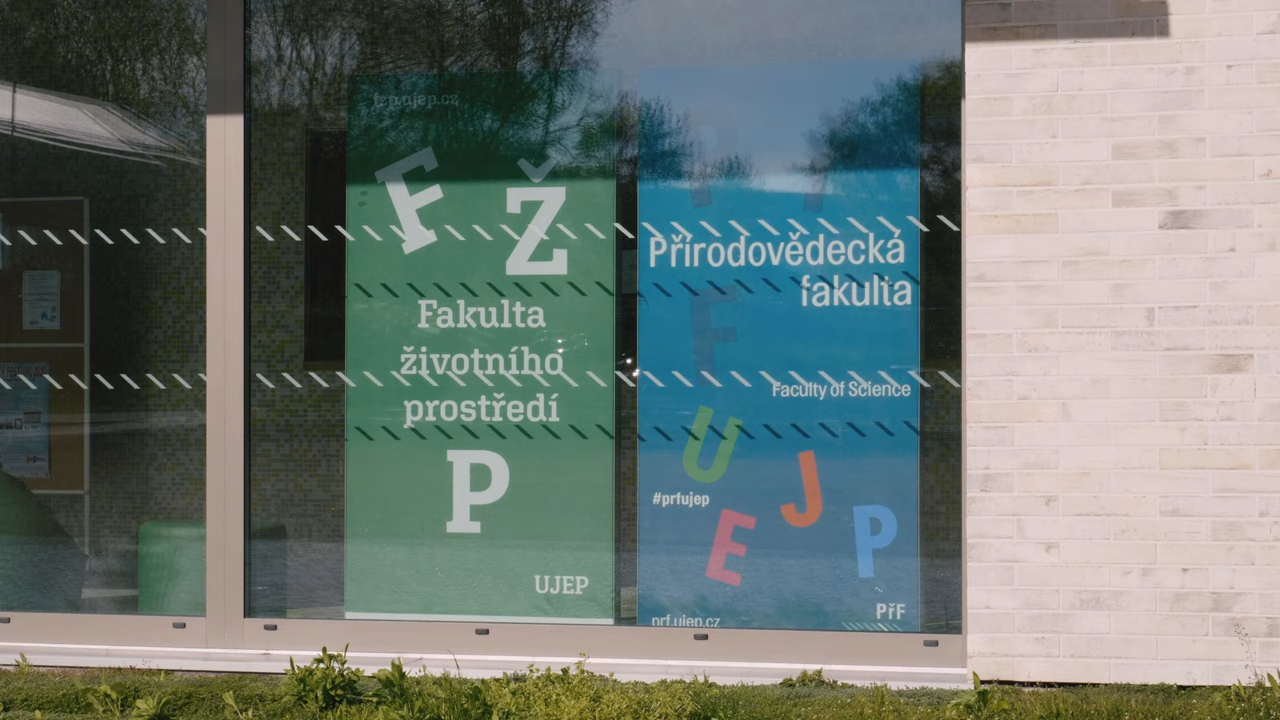 fzp.ujep.cz
F Ž
Fakulta
životního
prostředí
P
UJEP
Přírodovědecká
fakulta
Faculty of Science
U
J
#prfujep
E
P
PřF
prf.ujep.cz